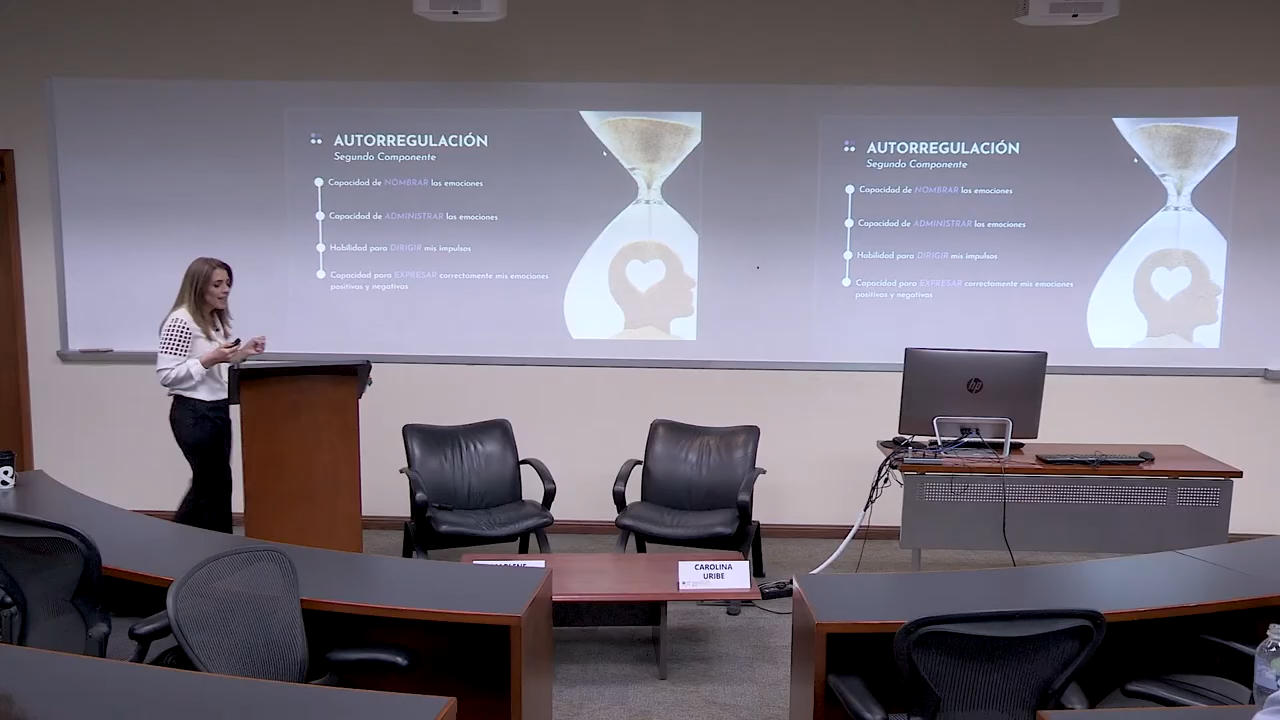 AUTORREGULACIÓN
Segundo Componente
Capacidad de NOMBRAR las emociones
Capacidad de ADMINISTRAR las emociones
Habilidad para DIRIGIR mis impulsos
Capacidad para EXPRESAR correctamente mis emociones
positivas y negativas
AUTORREGULACIÓN
Segundo Componente
Capacidad de NOMBRAR las emociones
Capacidad de ADMINISTRAR las emociones
Habilidad para DIRIGIR mis impulsos
Capacidad para EXPRESAR correctamente mis emociones
positivas y negativas
hp
&
CAROLINA
URIBE